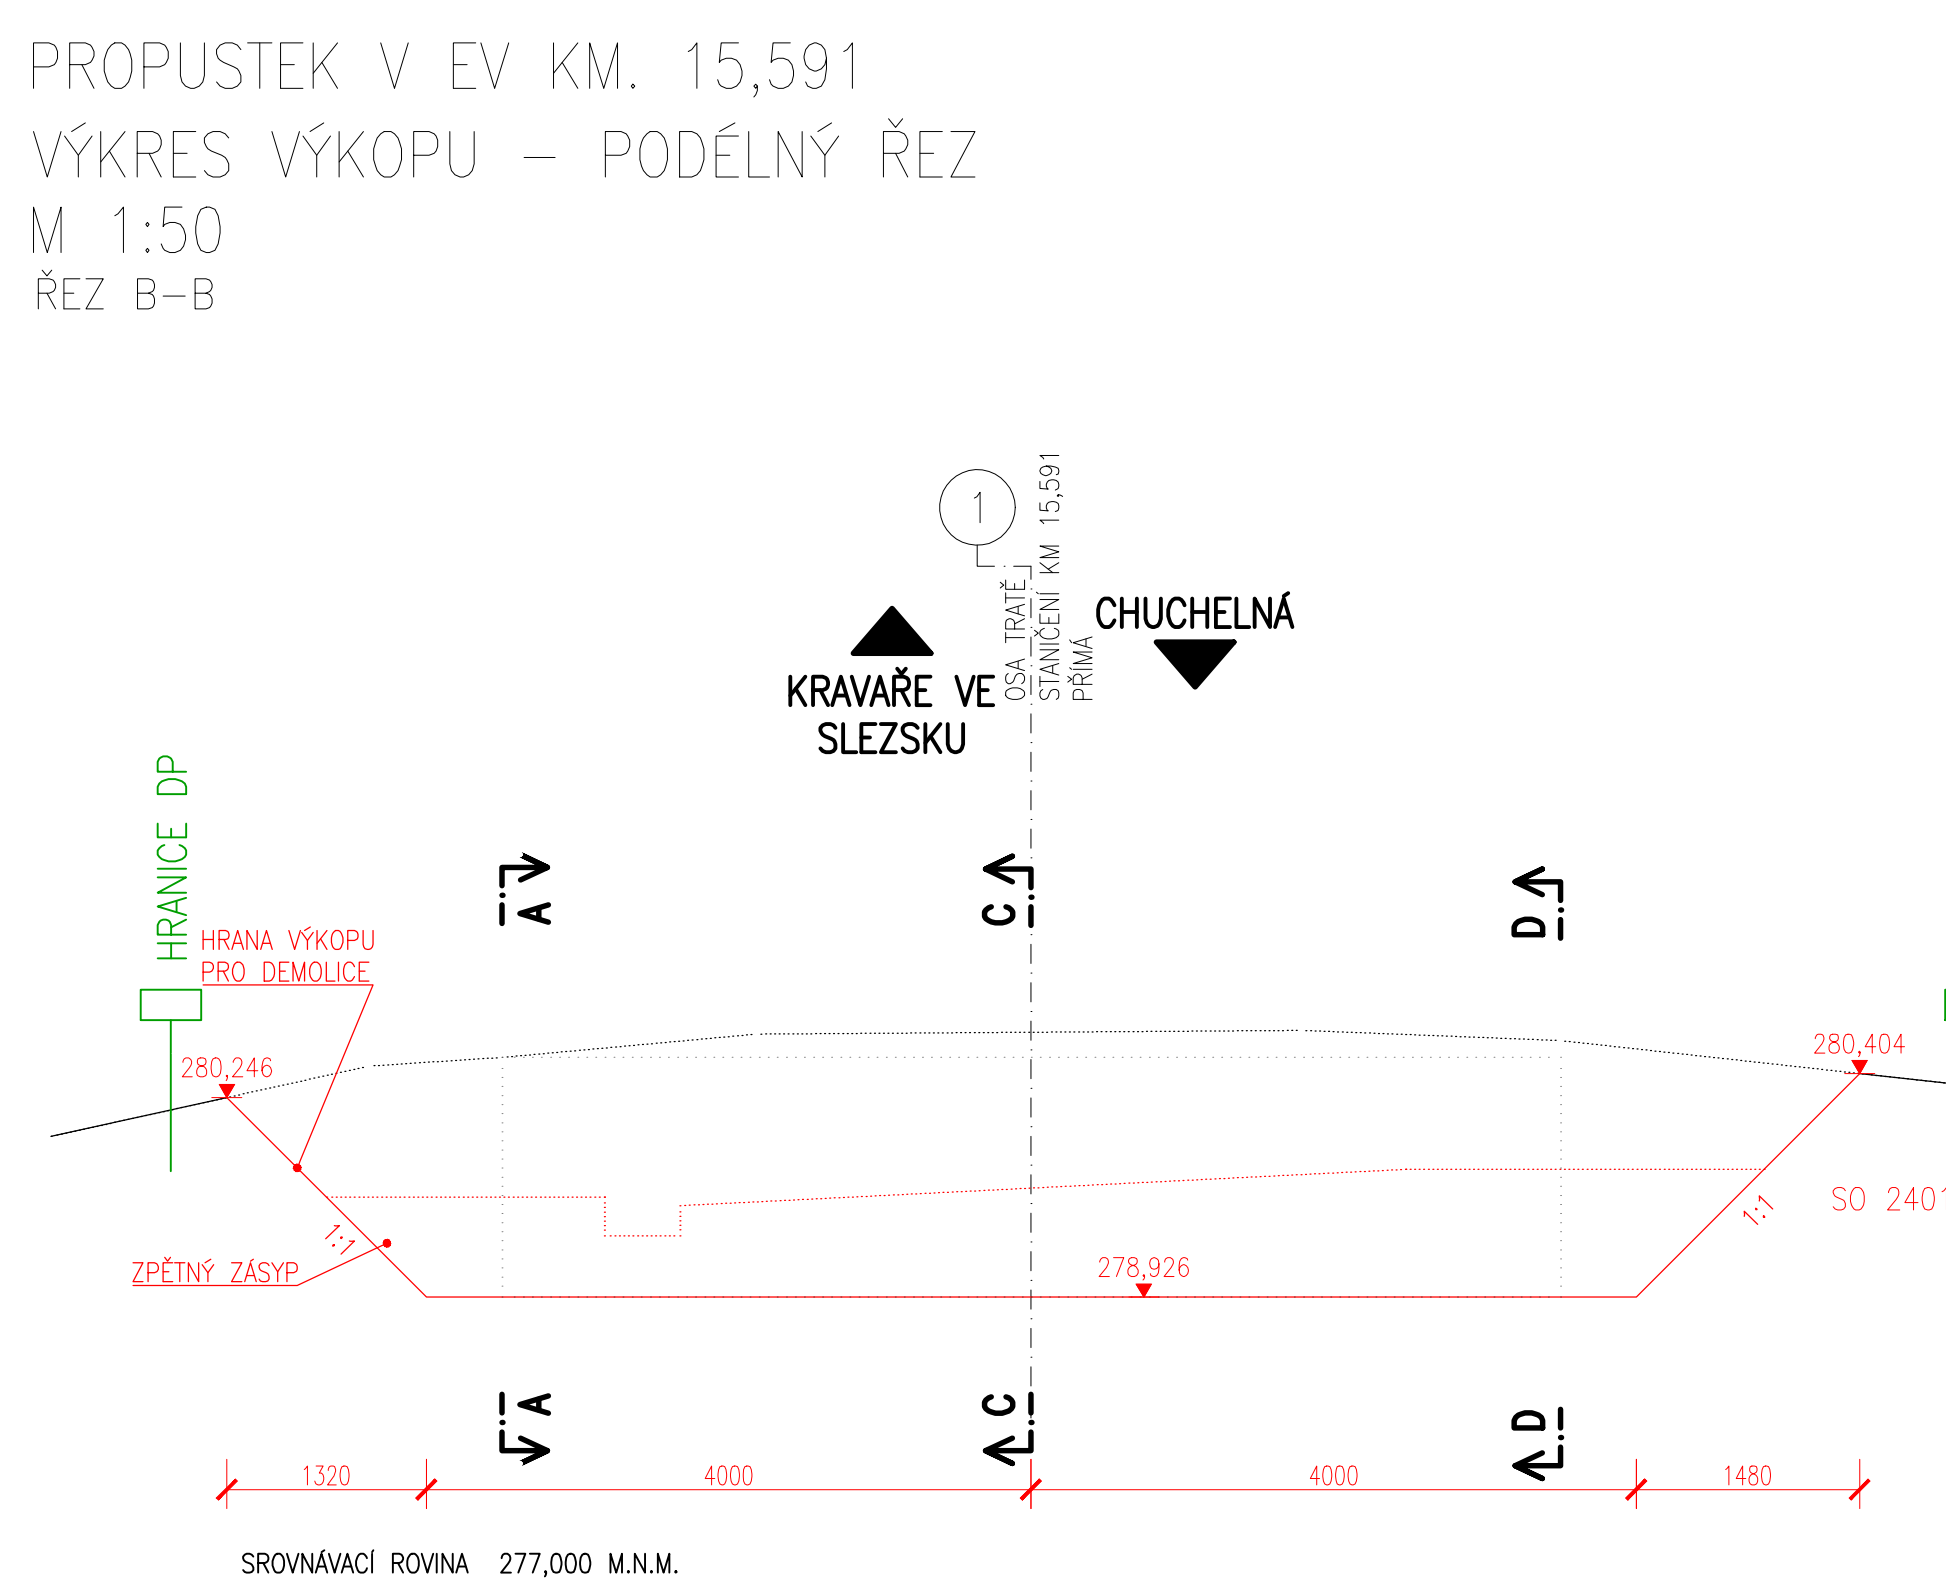 PROPUSTEK V EV KM. 15,591
VÝKRES VÝKOPU – PODÉLNÝ ŘEZ
M 1:50
ŘEZ B–B
1
OSA TRATĚ
STANIČENÍ KM 15,591
PŘÍMÁ
CHUCHELNÁ
KRAVAŘE VE
SLEZSKU
HRANICE DP
A
C
D
HRANA VÝKOPU
PRO DEMOLICE
280,246
280,404
1:1
1:1
SO 2401
ZPĚTNÝ ZÁSYP
278,926
A
C
D
1320
4000
4000
1480
SROVNÁVACÍ ROVINA 277,000 M.N.M.